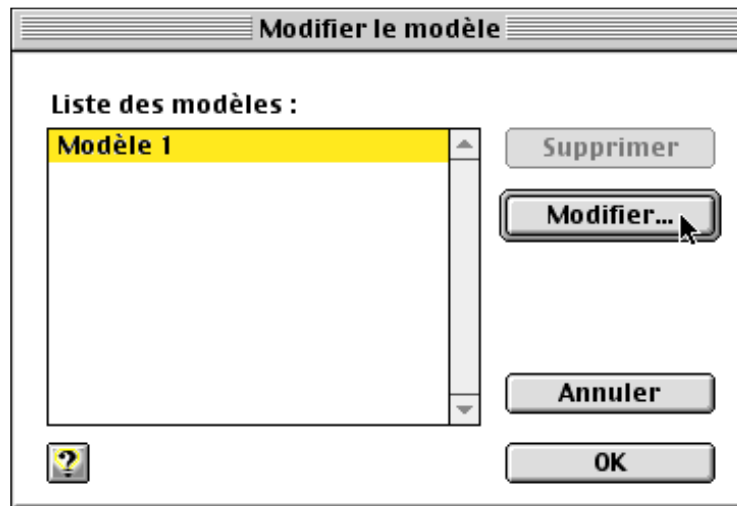 Modifier le modèle
Liste des modèles :
Modèle 1
Supprimer
Modifier...
Annuler
?
OK